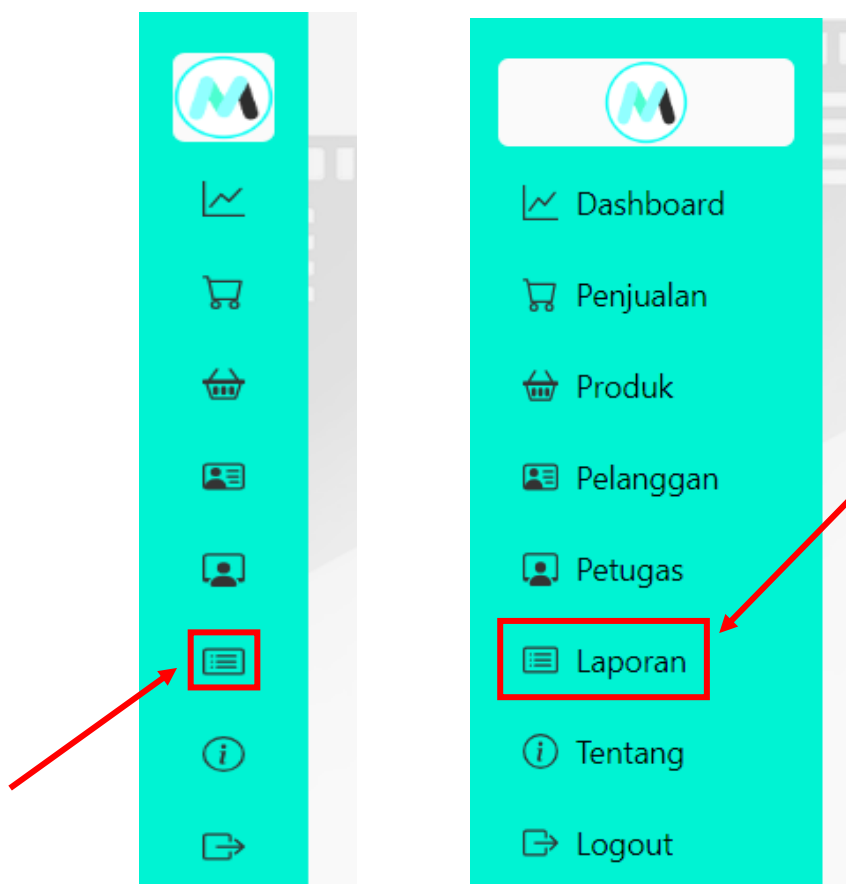 Dashboard
Penjualan
Produk
Pelanggan
Petugas
Laporan
Tentang
Logout